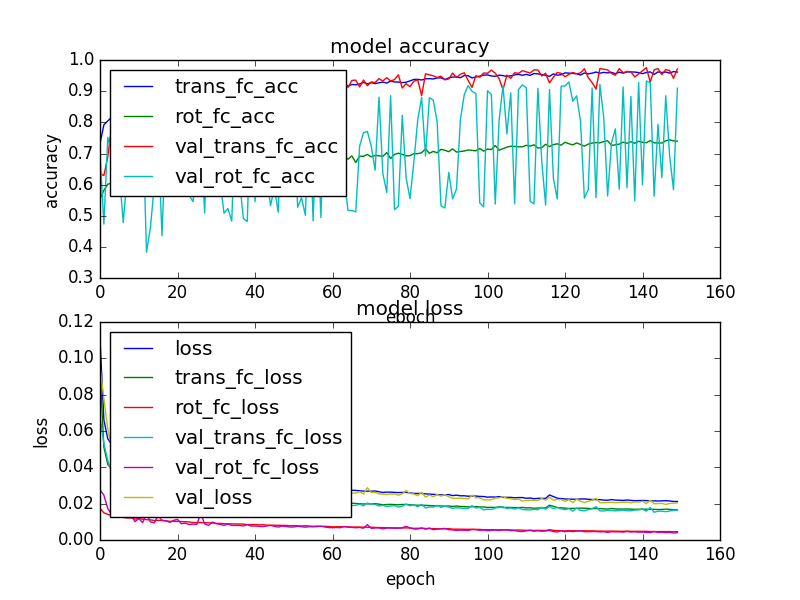 model accuracy
1.0
0.9
0.8
0.7
0.6
0.5
0.4
0.3
accuracy
trans_fc_acc
rot_fc_acc
val_trans_fc_acc
val_rot_fc_acc
0 20 40 60 80 100 120 140 160
epoch
model loss
0.12
0.10
0.08
0.06
0.04
0.02
0.00
loss
loss
trans_fc_loss
rot_fc_loss
val_trans_fc_loss
val_rot_fc_loss
val_loss
0 20 40 60 80 100 120 140 160
epoch